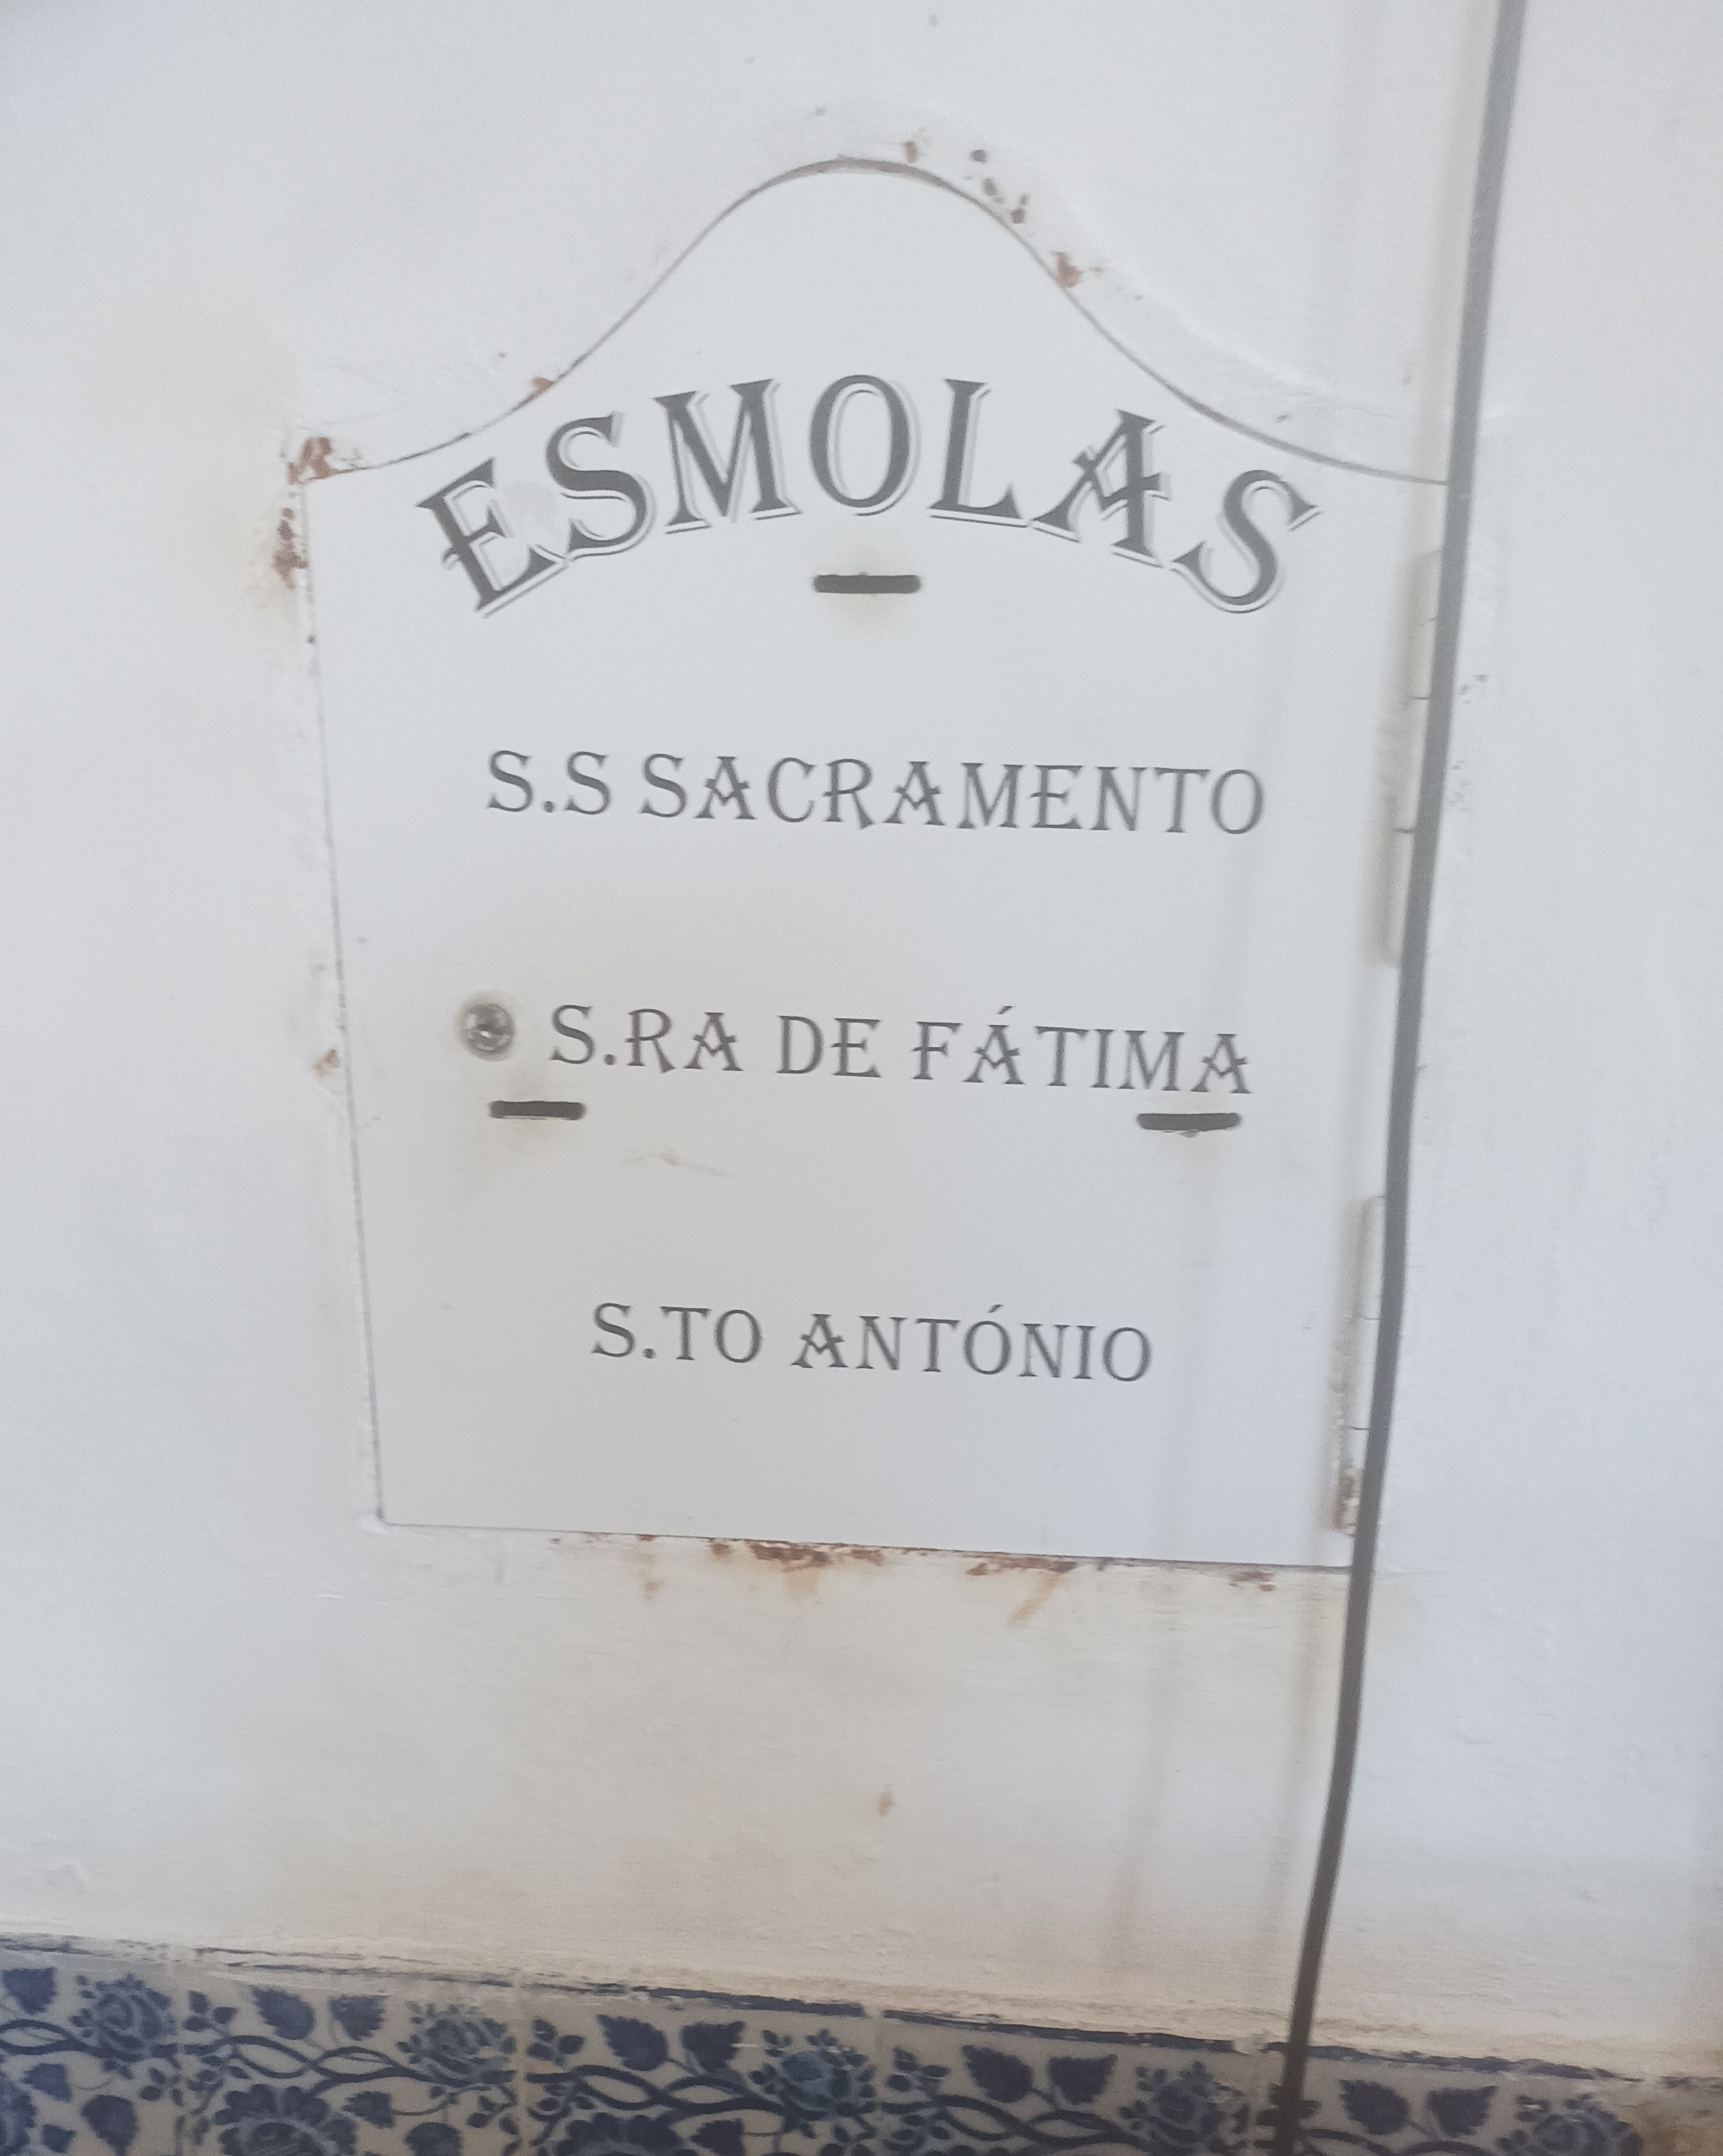 ESMOLAS
S.S SACRAMENTO
S.RA DE FÁTIMA
S.TO ANTÓNIO